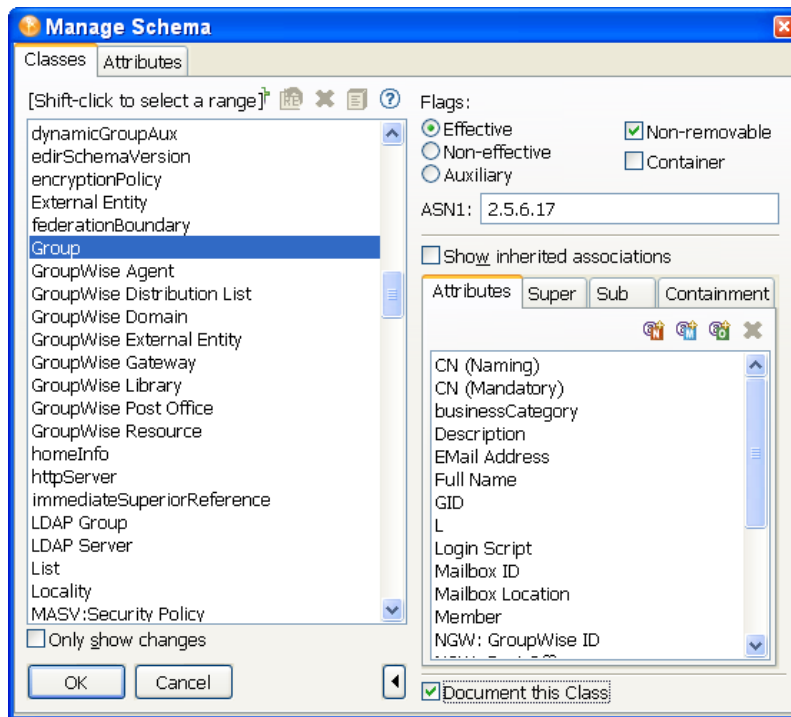 Manage Schema
Classes
Attributes
[Shift-click to select a range]
dynamicGroupAux
edirSchemaVersion
encryptionPolicy
External Entity
federationBoundary
Group
GroupWise Agent
GroupWise Distribution List
GroupWise Domain
GroupWise External Entity
GroupWise Gateway
GroupWise Library
GroupWise Post Office
GroupWise Resource
homeInfo
httpServer
immediateSuperiorReference
LDAP Group
LDAP Server
List
Locality
MASV:Security Policy
Only show changes
OK
Cancel
Flags:
Effective
Non-effective
Auxiliary
Non-removable
Container
ASN1: 2.5.6.17
Show inherited associations
Attributes
Super
Sub
Containment
CN (Naming)
CN (Mandatory)
businessCategory
Description
EMail Address
Full Name
GID
L
Login Script
Mailbox ID
Mailbox Location
Member
NGW: GroupWise ID
Document this Class